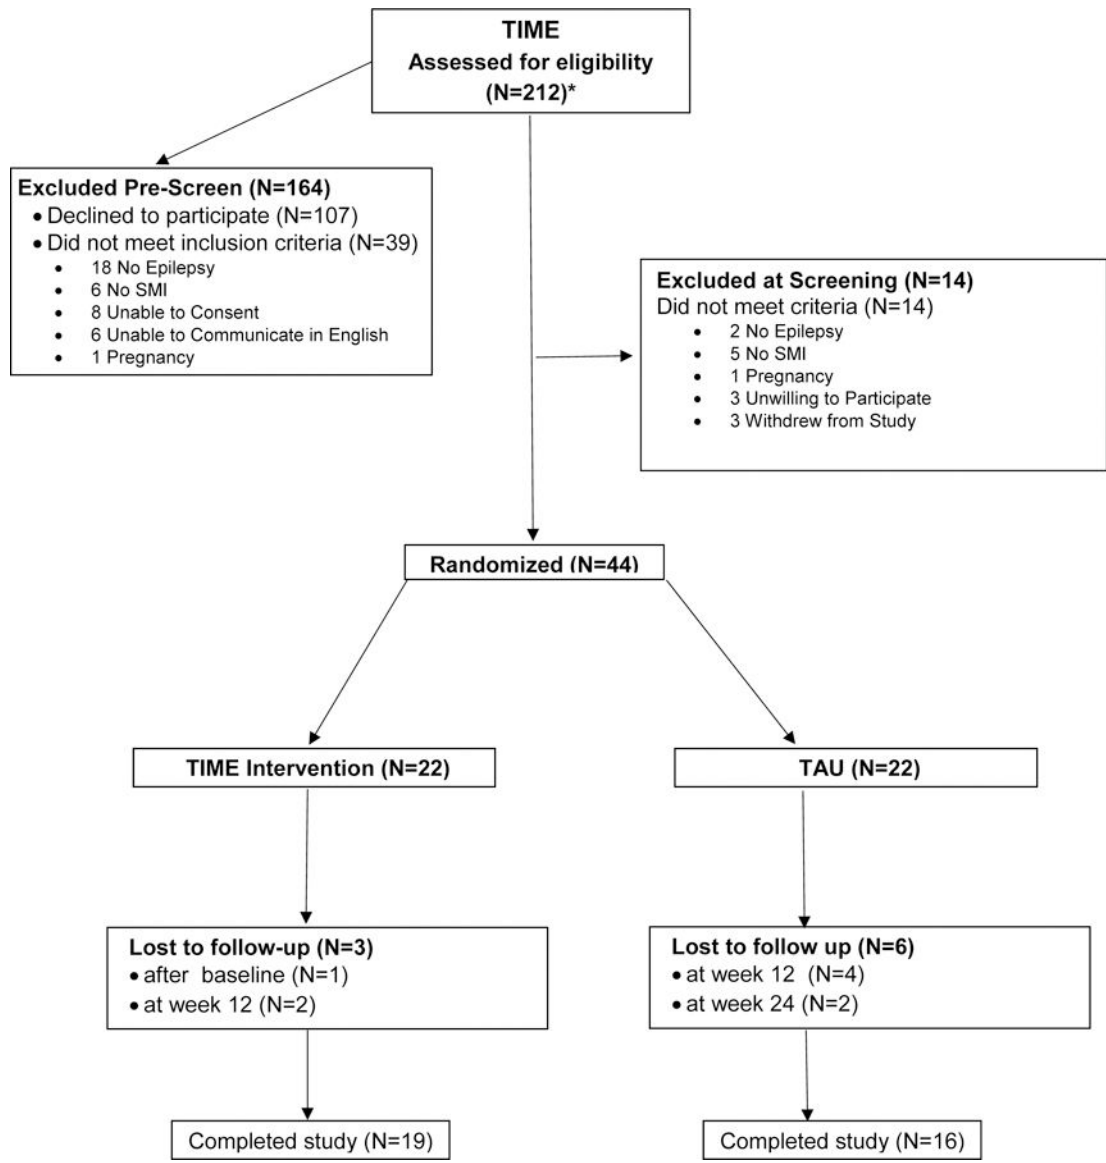 TIME
Assessed for eligibility
(N=212)*
Excluded Pre-Screen (N=164)
• Declined to participate (N=107)
• Did not meet inclusion criteria (N=39)
• 18 No Epilepsy
• 6 No SMI
• 8 Unable to Consent
• 6 Unable to Communicate in English
• 1 Pregnancy
Excluded at Screening (N=14)
Did not meet criteria (N=14)
• 2 No Epilepsy
• 5 No SMI
• 1 Pregnancy
• 3 Unwilling to Participate
• 3 Withdrew from Study
Randomized (N=44)
TIME Intervention (N=22)
TAU (N=22)
Lost to follow-up (N=3)
• after baseline (N=1)
• at week 12 (N=2)
Lost to follow up (N=6)
• at week 12 (N=4)
• at week 24 (N=2)
Completed study (N=19)
Completed study (N=16)